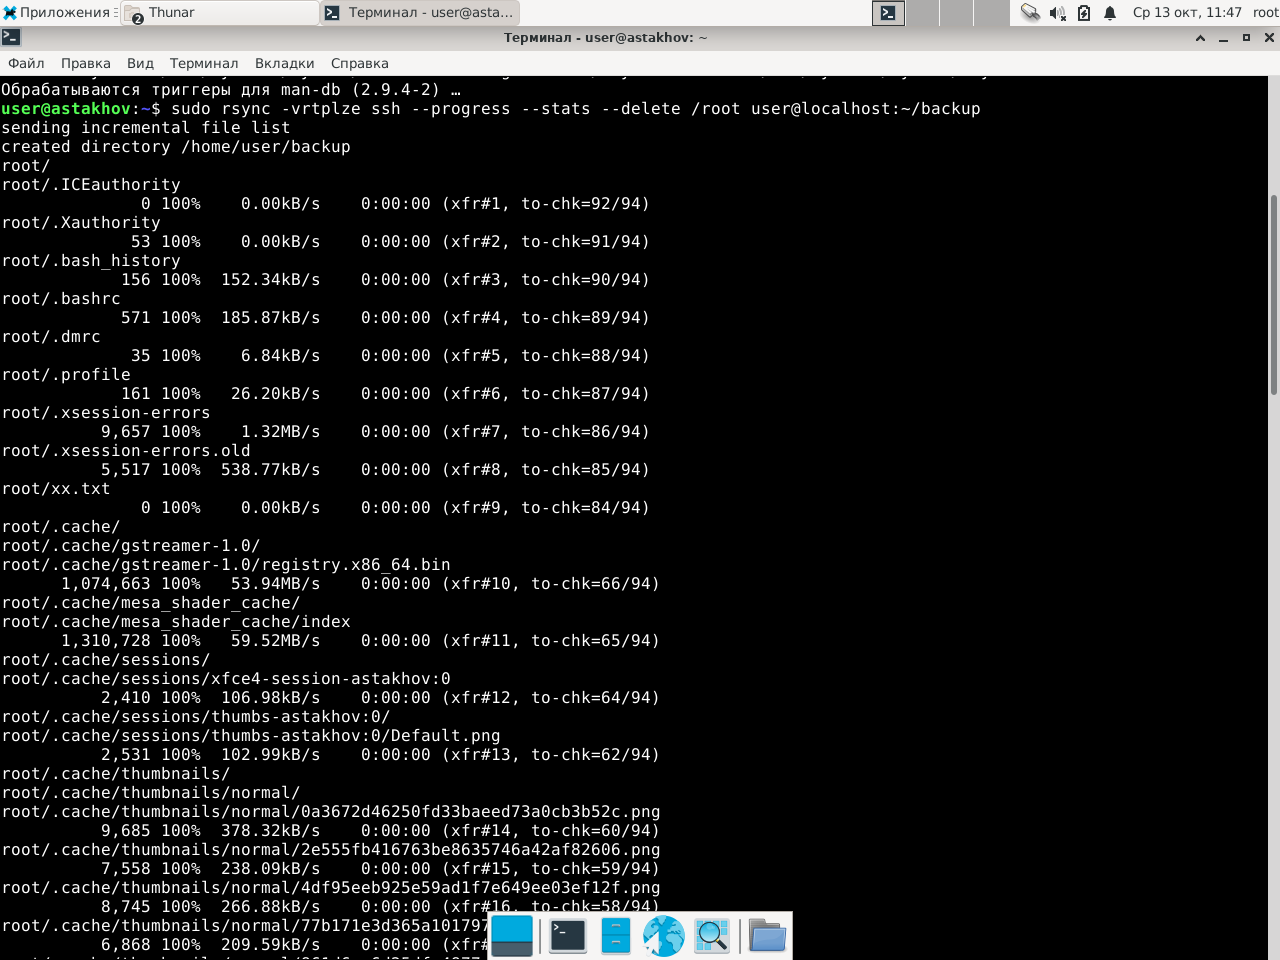 Приложения
2
Thunar
Терминал - user@asta...
Ср 13 окт, 11:47
root
Терминал - user@astakhov: ~
Файл Правка Вид Терминал Вкладки Справка
Обрабатываются триггеры для man-db (2.9.4-2) …
user@astakhov:~$ sudo rsync -vrtplze ssh --progress --stats --delete /root user@localhost:~/backup
sending incremental file list
created directory /home/user/backup
root/
root/.ICEauthority
0 100% 0.00kB/s 0:00:00 (xfr#1, to-chk=92/94)
root/.Xauthority
53 100% 0.00kB/s 0:00:00 (xfr#2, to-chk=91/94)
root/.bash_history
156 100% 152.34kB/s 0:00:00 (xfr#3, to-chk=90/94)
root/.bashrc
571 100% 185.87kB/s 0:00:00 (xfr#4, to-chk=89/94)
root/.dmrc
35 100% 6.84kB/s 0:00:00 (xfr#5, to-chk=88/94)
root/.profile
161 100% 26.20kB/s 0:00:00 (xfr#6, to-chk=87/94)
root/.xsession-errors
9,657 100% 1.32MB/s 0:00:00 (xfr#7, to-chk=86/94)
root/.xsession-errors.old
5,517 100% 538.77kB/s 0:00:00 (xfr#8, to-chk=85/94)
root/xx.txt
0 100% 0.00kB/s 0:00:00 (xfr#9, to-chk=84/94)
root/.cache/
root/.cache/gstreamer-1.0/
root/.cache/gstreamer-1.0/registry.x86_64.bin
1,074,663 100% 53.94MB/s 0:00:00 (xfr#10, to-chk=66/94)
root/.cache/mesa_shader_cache/
root/.cache/mesa_shader_cache/index
1,310,728 100% 59.52MB/s 0:00:00 (xfr#11, to-chk=65/94)
root/.cache/sessions/
root/.cache/sessions/xfce4-session-astakhov:0
2,410 100% 106.98kB/s 0:00:00 (xfr#12, to-chk=64/94)
root/.cache/sessions/thumbs-astakhov:0/
root/.cache/sessions/thumbs-astakhov:0/Default.png
2,531 100% 102.99kB/s 0:00:00 (xfr#13, to-chk=62/94)
root/.cache/thumbnails/
root/.cache/thumbnails/normal/
root/.cache/thumbnails/normal/0a3672d46250fd33baeed73a0cb3b52c.png
9,685 100% 378.32kB/s 0:00:00 (xfr#14, to-chk=60/94)
root/.cache/thumbnails/normal/2e555fb416763be8635746a42af82606.png
7,558 100% 238.09kB/s 0:00:00 (xfr#15, to-chk=59/94)
root/.cache/thumbnails/normal/4df95eeb925e59ad1f7e649ee03ef12f.png
8,745 100% 266.88kB/s 0:00:00 (xfr#16, to-chk=58/94)
root/.cache/thumbnails/normal/77b171e3d365a101797
6,868 100% 209.59kB/s 0:00:00 (xfr#